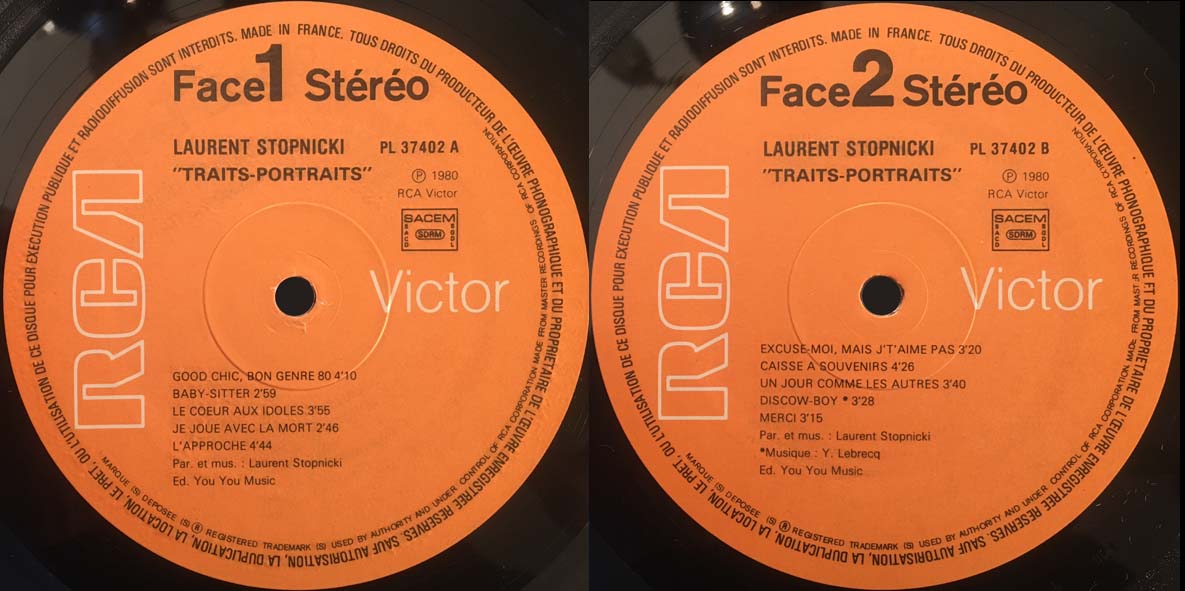 Face 1 Stéréo
LAURENT STOPNICKI PL 37402 A
"TRAITS-PORTRAITS"
Ⓟ 1980
RCA Victor
SACEM
SACD SDRM SGDL
RCA Victor
GOOD CHIC, BON GENRE 80 4'10
BABY-SITTER 2'59
LE COEUR AUX IDOLES 3'55
JE JOUE AVEC LA MORT 2'46
L'APPROCHE 4'44
Par. et mus. : Laurent Stopnicki
Ed. You You Music
MADE IN FRANCE. TOUS DROITS DU PRODUCTEUR DE L'ŒUVRE PHONOGRAPHIQUE ET DU PROPRIETAIRE DE L'ŒUVRE ENREGISTREE RESERVES. SAUF AUTORISATION, LA DUPLICATION, LA LOCATION, LE PRET, OU L'UTILISATION DE CE DISQUE POUR EXECUTION PUBLIQUE ET RADIODIFFUSION SONT INTERDITS.
MARQUE (S) DEPOSEE (S) ® REGISTERED TRADEMARK (S) USED BY AUTHORITY AND UNDER CONTROL OF RCA CORPORATION. MADE FROM MASTER RECORDINGS OF RCA CORPORATION
Face 2 Stéréo
LAURENT STOPNICKI PL 37402 B
"TRAITS-PORTRAITS"
Ⓟ 1980
RCA Victor
SACEM
SACD SDRM SGDL
RCA Victor
EXCUSE-MOI, MAIS J'T'AIME PAS 3'20
CAISSE A SOUVENIRS 4'26
UN JOUR COMME LES AUTRES 3'40
DISCOW-BOY * 3'28
MERCI 3'15
Par. et mus. : Laurent Stopnicki
*Musique : Y. Lebrecq
Ed. You You Music
MADE IN FRANCE. TOUS DROITS DU PRODUCTEUR DE L'ŒUVRE PHONOGRAPHIQUE ET DU PROPRIETAIRE DE L'ŒUVRE ENREGISTREE RESERVES. SAUF AUTORISATION, LA DUPLICATION, LA LOCATION, LE PRET, OU L'UTILISATION DE CE DISQUE POUR EXECUTION PUBLIQUE ET RADIODIFFUSION SONT INTERDITS.
MARQUE (S) DEPOSEE (S) ® REGISTERED TRADEMARK (S) USED BY AUTHORITY AND UNDER CONTROL OF RCA CORPORATION. MADE FROM MASTER RECORDINGS OF RCA CORPORATION